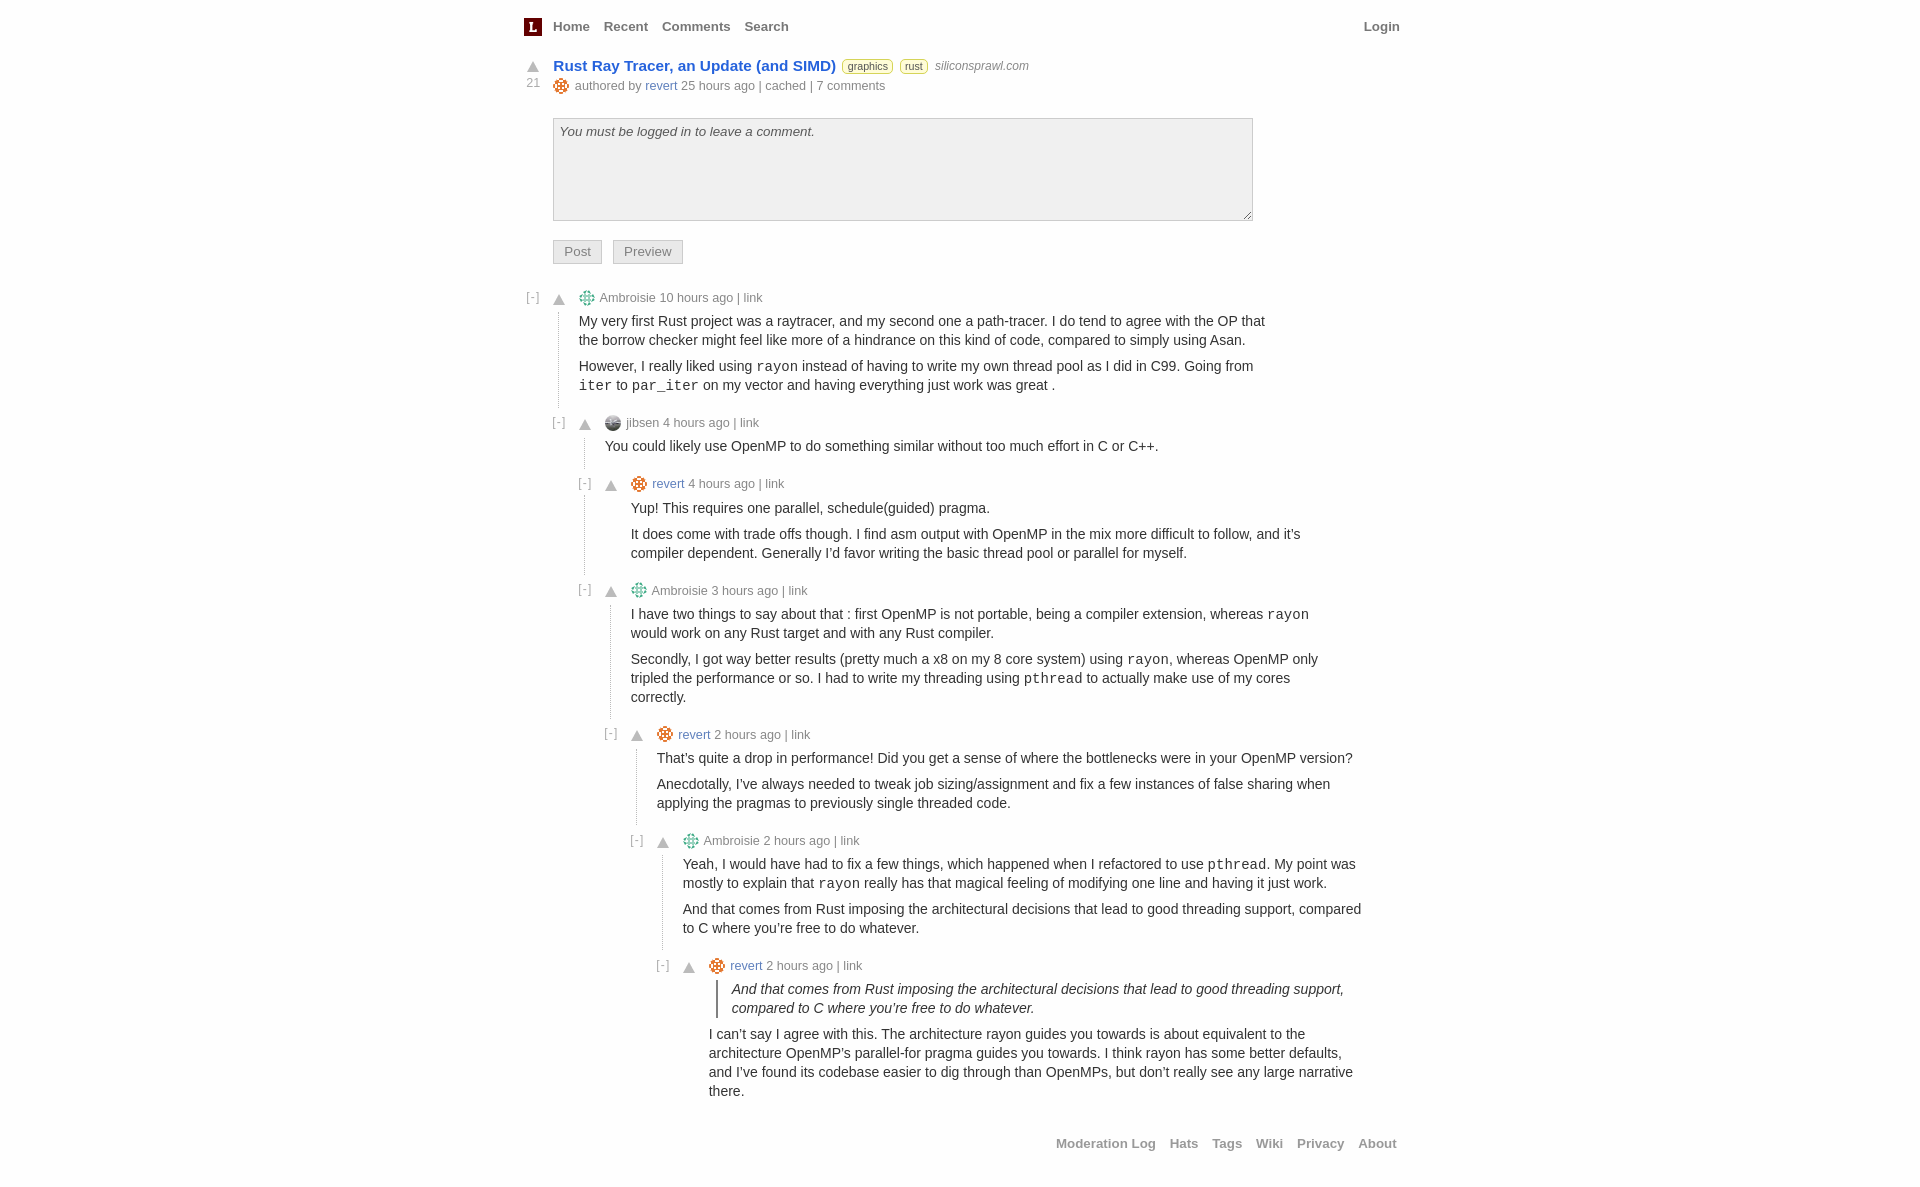 L Home Recent Comments Search Login
Rust Ray Tracer, an Update (and SIMD) graphics rust siliconsprawl.com
21 authored by revert 25 hours ago | cached | 7 comments
You must be logged in to leave a comment.
Post Preview
[-] Ambroisie 10 hours ago | link
My very first Rust project was a raytracer, and my second one a path-tracer. I do tend to agree with the OP that
the borrow checker might feel like more of a hindrance on this kind of code, compared to simply using Asan.
However, I really liked using rayon instead of having to write my own thread pool as I did in C99. Going from
iter to par_iter on my vector and having everything just work was great .
[-] jibsen 4 hours ago | link
You could likely use OpenMP to do something similar without too much effort in C or C++.
[-] revert 4 hours ago | link
Yup! This requires one parallel, schedule(guided) pragma.
It does come with trade offs though. I find asm output with OpenMP in the mix more difficult to follow, and it’s
compiler dependent. Generally I’d favor writing the basic thread pool or parallel for myself.
[-] Ambroisie 3 hours ago | link
I have two things to say about that : first OpenMP is not portable, being a compiler extension, whereas rayon
would work on any Rust target and with any Rust compiler.
Secondly, I got way better results (pretty much a x8 on my 8 core system) using rayon, whereas OpenMP only
tripled the performance or so. I had to write my threading using pthread to actually make use of my cores
correctly.
[-] revert 2 hours ago | link
That’s quite a drop in performance! Did you get a sense of where the bottlenecks were in your OpenMP version?
Anecdotally, I’ve always needed to tweak job sizing/assignment and fix a few instances of false sharing when
applying the pragmas to previously single threaded code.
[-] Ambroisie 2 hours ago | link
Yeah, I would have had to fix a few things, which happened when I refactored to use pthread. My point was
mostly to explain that rayon really has that magical feeling of modifying one line and having it just work.
And that comes from Rust imposing the architectural decisions that lead to good threading support, compared
to C where you’re free to do whatever.
[-] revert 2 hours ago | link
And that comes from Rust imposing the architectural decisions that lead to good threading support,
compared to C where you’re free to do whatever.
I can’t say I agree with this. The architecture rayon guides you towards is about equivalent to the
architecture OpenMP’s parallel-for pragma guides you towards. I think rayon has some better defaults,
and I’ve found its codebase easier to dig through than OpenMPs, but don’t really see any large narrative
there.
Moderation Log Hats Tags Wiki Privacy About